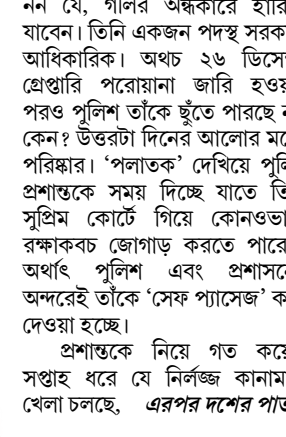 নন যে, গলির অন্ধকারে হারি
যাবেন। তিনি একজন পদস্থ সরকা
আধিকারিক। অথচ ২৬ ডিসে
গ্রেপ্তারি পরোয়ানা জারি হওয়
পরও পুলিশ তাঁকে ছুঁতে পারছে ন
কেন? উত্তরটা দিনের আলোর মতে
পরিষ্কার। ‘পলাতক’ দেখিয়ে পুলি
প্রশান্তকে সময় দিচ্ছে যাতে তি
সুপ্রিম কোর্টে গিয়ে কোনওভা
রক্ষাকবচ জোগাড় করতে পারে
অর্থাৎ পুলিশ এবং প্রশাসনে
অন্দরেই তাঁকে ‘সেফ প্যাসেজ’ ক
দেওয়া হচ্ছে।
প্রশান্তকে নিয়ে গত কয়ে
সপ্তাহ ধরে যে নির্লজ্জ কানাম
খেলা চলছে, এরপর দশের পাত